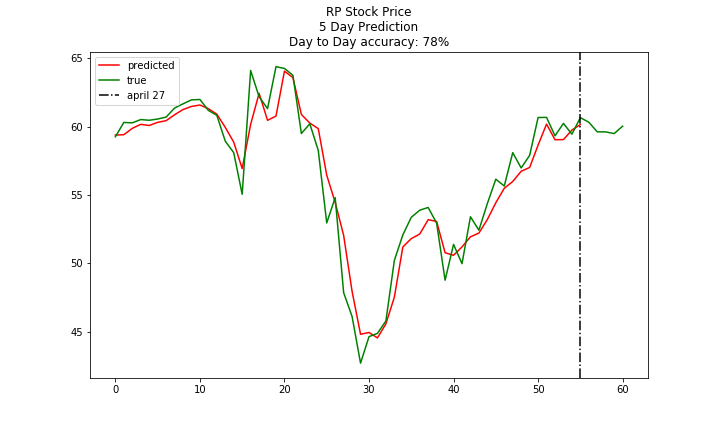 RP Stock Price
5 Day Prediction
Day to Day accuracy: 78%
predicted
true
april 27
65
60
55
50
45
0 10 20 30 40 50 60